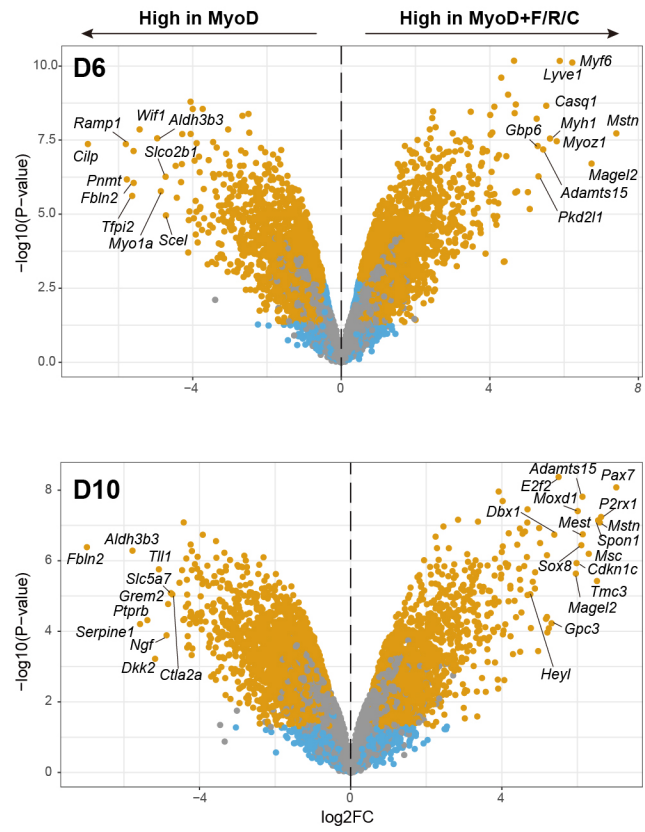 High in MyoD
High in MyoD+F/R/C
D6
−log10(P−value)
10.0
7.5
5.0
2.5
0.0
−4
0
4
8
Myf6
Lyve1
Casq1
Mstn
Myh1
Gbp6
Myoz1
Magel2
Adamts15
Pkd2l1
Wif1
Aldh3b3
Ramp1
Slco2b1
Cilp
Pnmt
Fbln2
Tfpi2
Myo1a
Scel
D10
−log10(P−value)
8
6
4
2
0
−4
0
4
log2FC
Adamts15
Pax7
E2f2
Moxd1
P2rx1
Dbx1
Mest
Mstn
Spon1
Msc
Sox8
Cdkn1c
Tmc3
Magel2
Gpc3
Heyl
Aldh3b3
Fbln2
Tll1
Slc5a7
Grem2
Ptprb
Serpine1
Ngf
Dkk2
Ctla2a